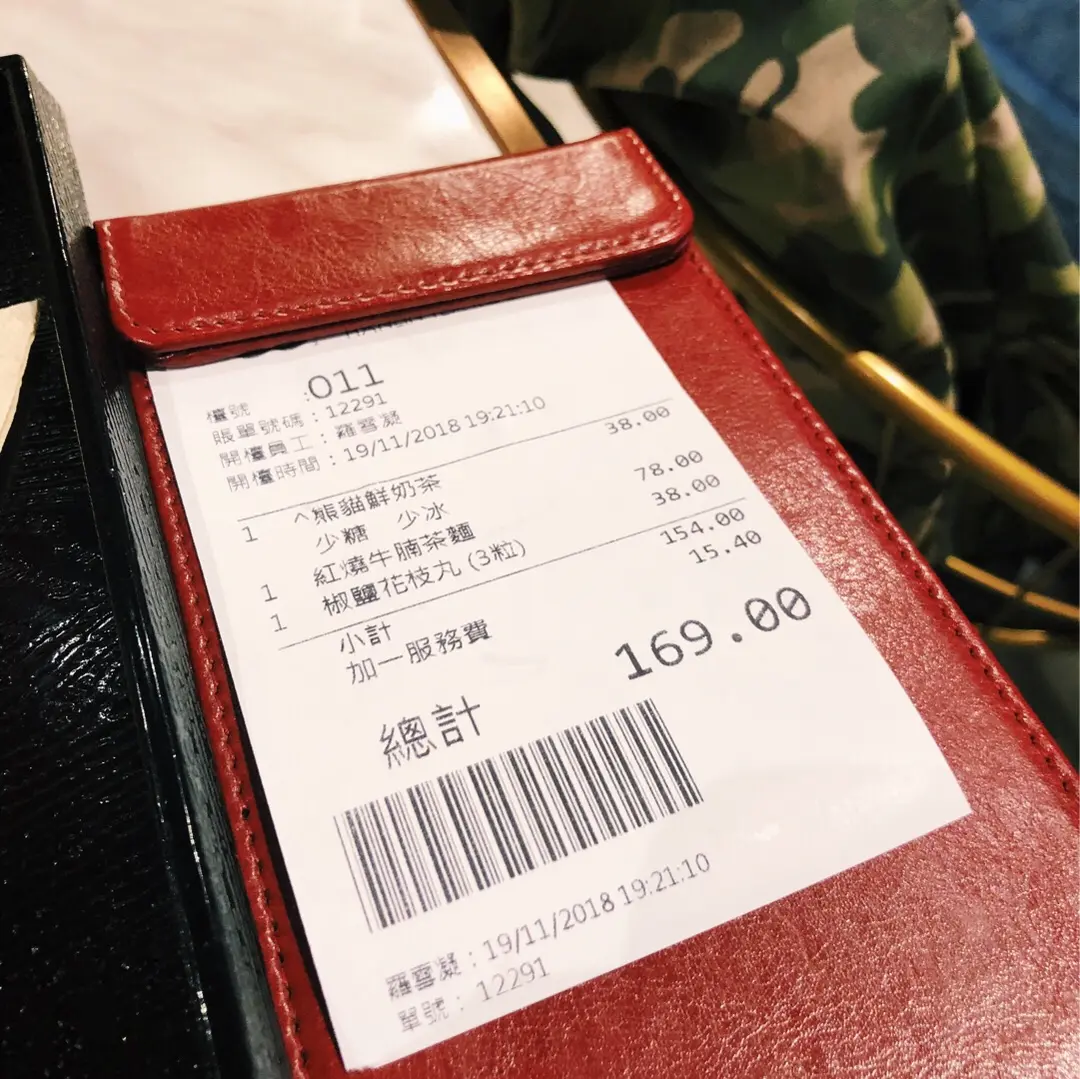 檯號 :011
賬單號碼 : 12291
開檯員工 : 羅雪凝
開檯時間 : 19/11/2018 19:21:10
1 ^熊貓鮮奶茶 38.00
少糖 少冰
1 紅燒牛腩茶麵 78.00
1 椒鹽花枝丸 (3粒) 38.00
小計 154.00
加一服務費 15.40
總計 169.00
羅雪凝 : 19/11/2018 19:21:10
單號 : 12291